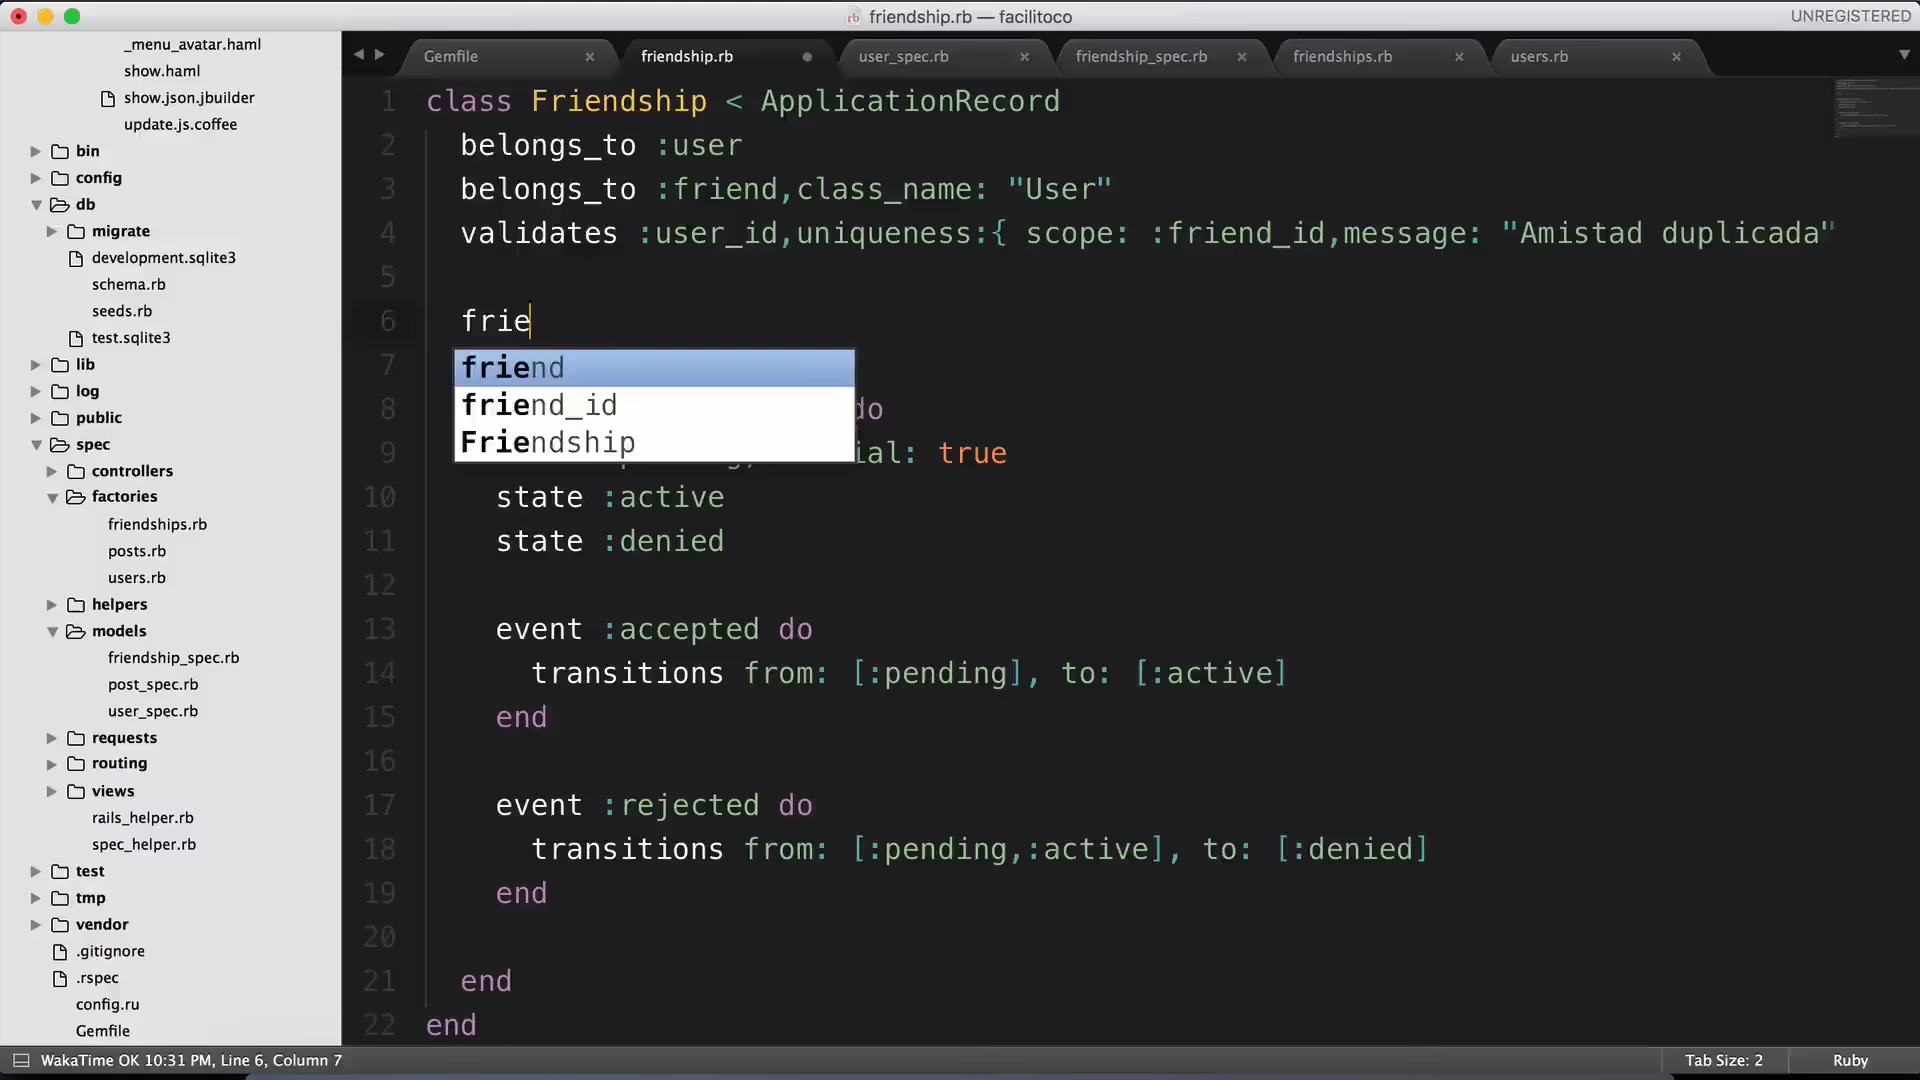 friendship.rb — facilitoco
UNREGISTERED
_menu_avatar.haml
show.haml
show.json.jbuilder
update.js.coffee
bin
config
db
migrate
development.sqlite3
schema.rb
seeds.rb
test.sqlite3
lib
log
public
spec
controllers
factories
friendships.rb
posts.rb
users.rb
helpers
models
friendship_spec.rb
post_spec.rb
user_spec.rb
requests
routing
views
rails_helper.rb
spec_helper.rb
test
tmp
vendor
.gitignore
.rspec
config.ru
Gemfile
Gemfile
friendship.rb
user_spec.rb
friendship_spec.rb
friendships.rb
users.rb
1 class Friendship < ApplicationRecord
2 belongs_to :user
3 belongs_to :friend,class_name: "User"
4 validates :user_id,uniqueness:{ scope: :friend_id,message: "Amistad duplicada"
5
6 frie
friend
friend_id
Friendship
7
8 do
9 ial: true
10 state :active
11 state :denied
12
13 event :accepted do
14 transitions from: [:pending], to: [:active]
15 end
16
17 event :rejected do
18 transitions from: [:pending,:active], to: [:denied]
19 end
20
21 end
22 end
WakaTime OK 10:31 PM, Line 6, Column 7
Tab Size: 2
Ruby